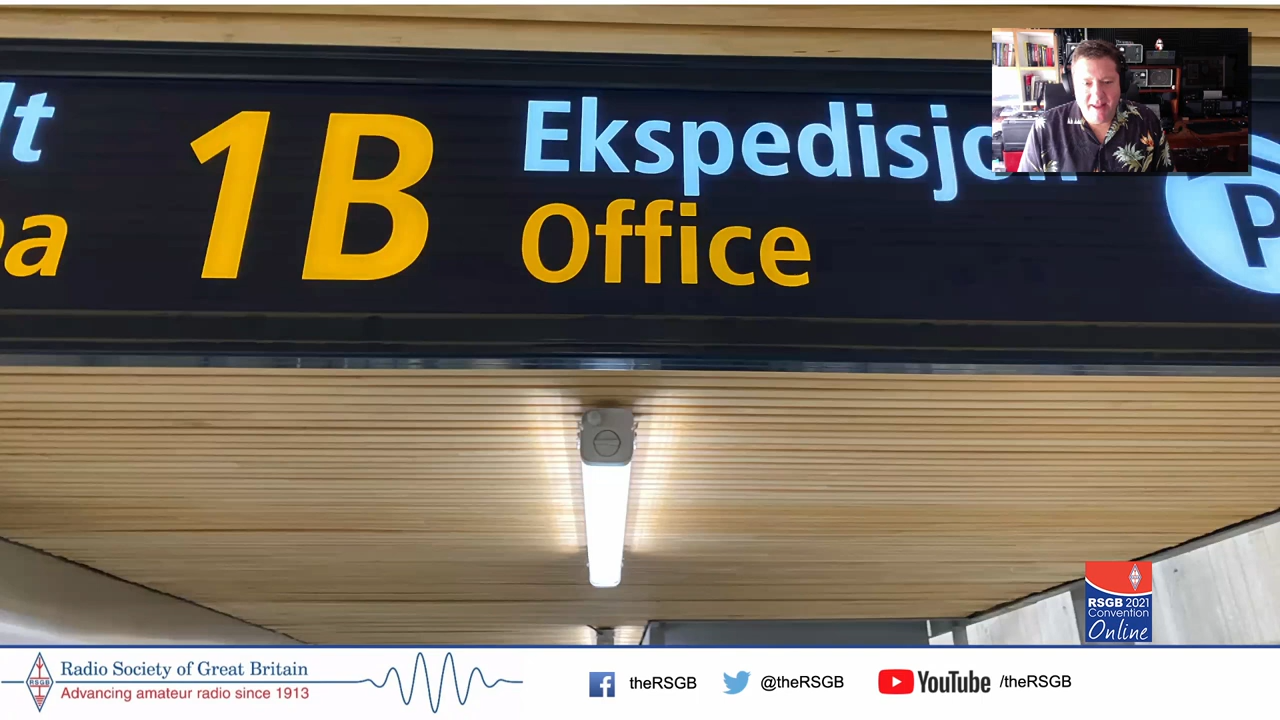 1B
Ekspedisjon
Office
P
RSGB 2021
Convention
Online
RSGB
Radio Society of Great Britain
Advancing amateur radio since 1913
theRSGB
@theRSGB
YouTube /theRSGB